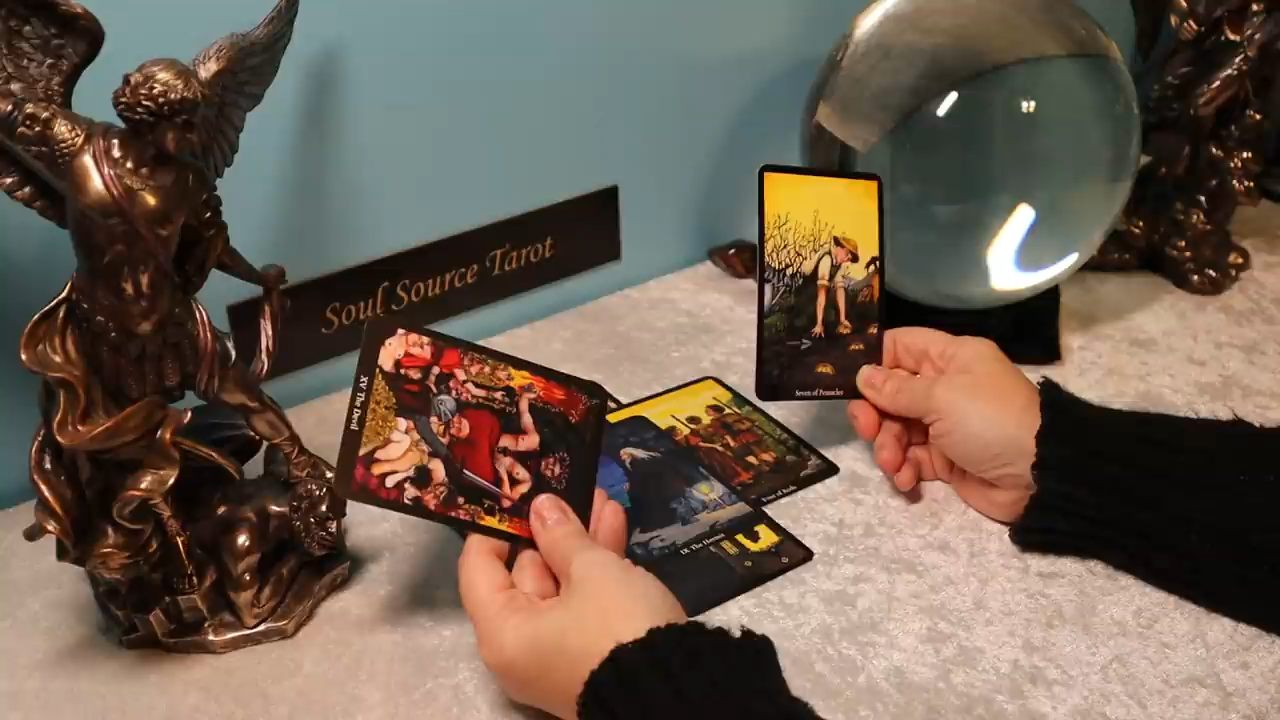 Soul Source Tarot
XV The Devil
Seven of Pentacles
IX The Hermit
Four of Rods